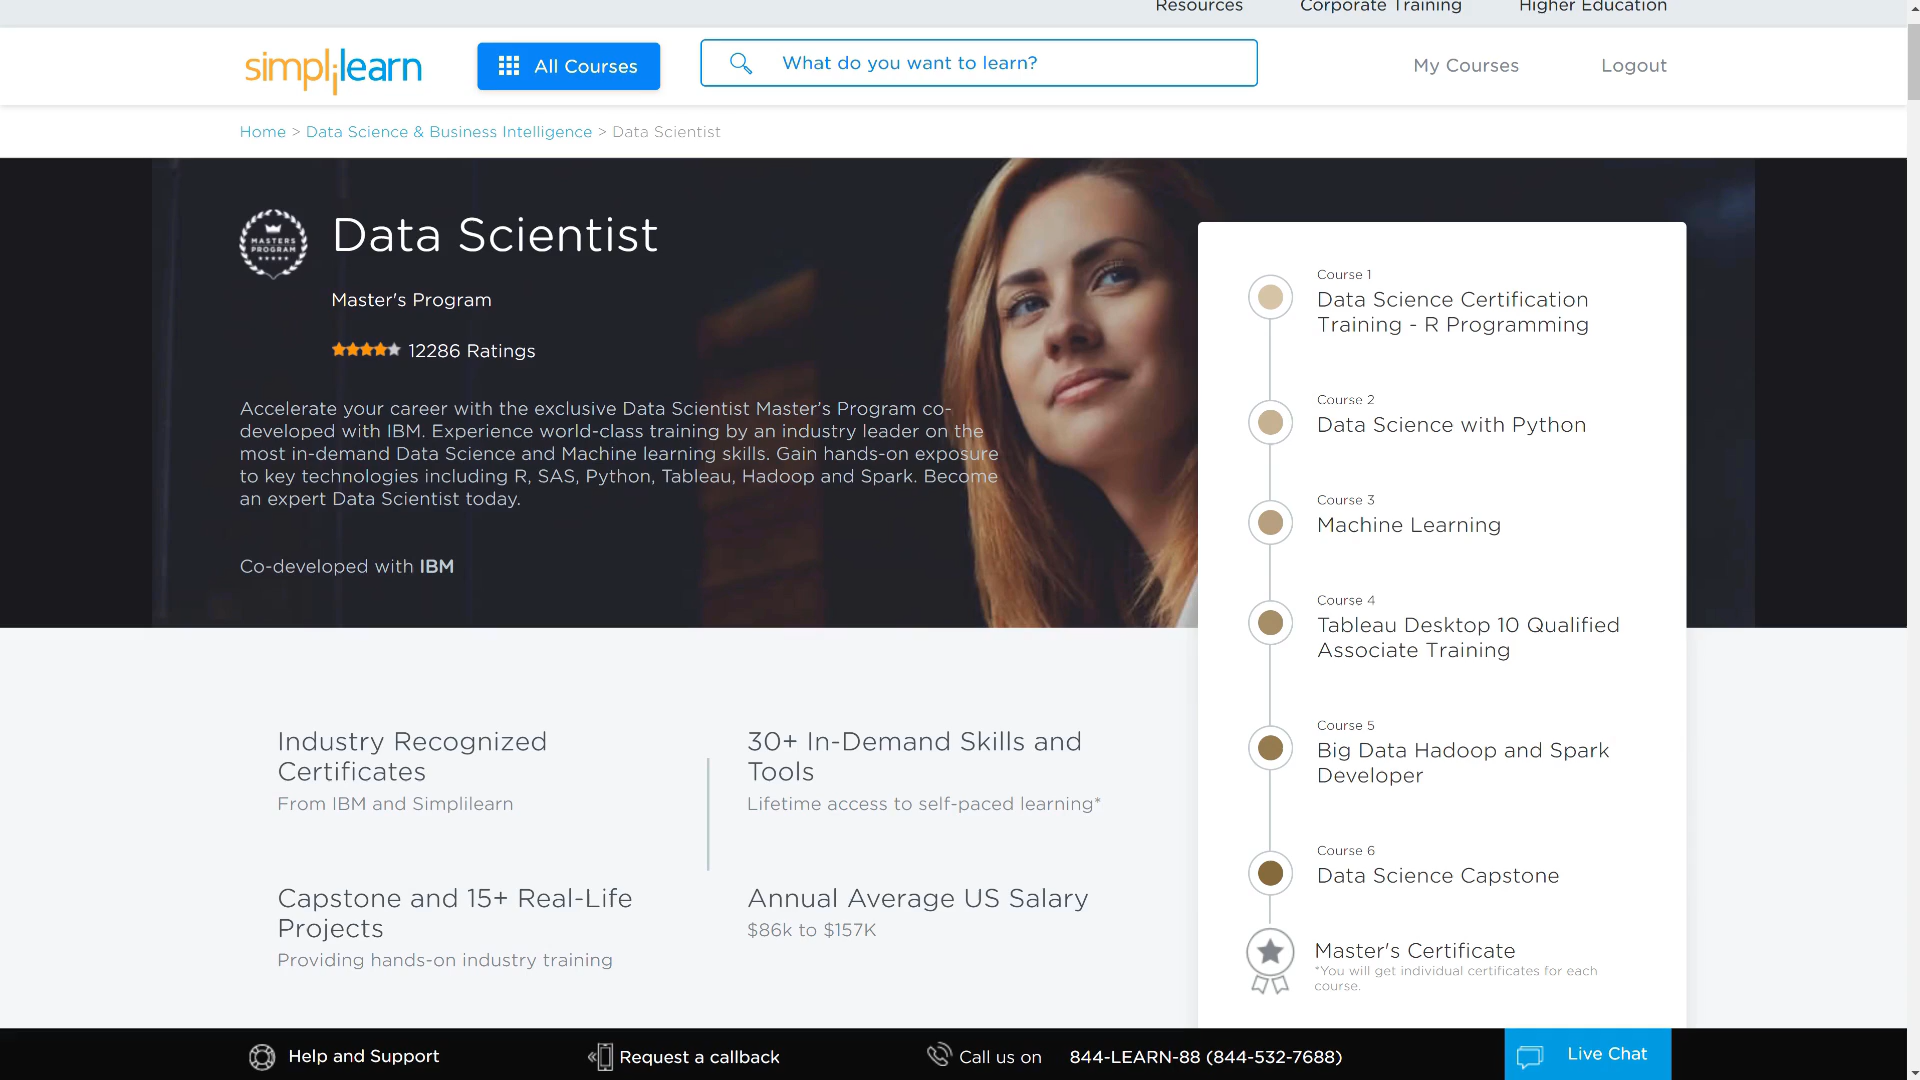 Resources
Corporate Training
Higher Education
simplilearn
All Courses
What do you want to learn?
My Courses
Logout
Home > Data Science & Business Intelligence > Data Scientist
MASTERS
PROGRAM
Data Scientist
Master's Program
12286 Ratings
Accelerate your career with the exclusive Data Scientist Master's Program co-
developed with IBM. Experience world-class training by an industry leader on the
most in-demand Data Science and Machine learning skills. Gain hands-on exposure
to key technologies including R, SAS, Python, Tableau, Hadoop and Spark. Become
an expert Data Scientist today.
Co-developed with IBM
Course 1
Data Science Certification
Training - R Programming
Course 2
Data Science with Python
Course 3
Machine Learning
Course 4
Tableau Desktop 10 Qualified
Associate Training
Course 5
Big Data Hadoop and Spark
Developer
Course 6
Data Science Capstone
Master's Certificate
*You will get individual certificates for each
course.
Industry Recognized
Certificates
From IBM and Simplilearn
30+ In-Demand Skills and
Tools
Lifetime access to self-paced learning*
Capstone and 15+ Real-Life
Projects
Providing hands-on industry training
Annual Average US Salary
$86k to $157K
Help and Support
Request a callback
Call us on
844-LEARN-88 (844-532-7688)
Live Chat